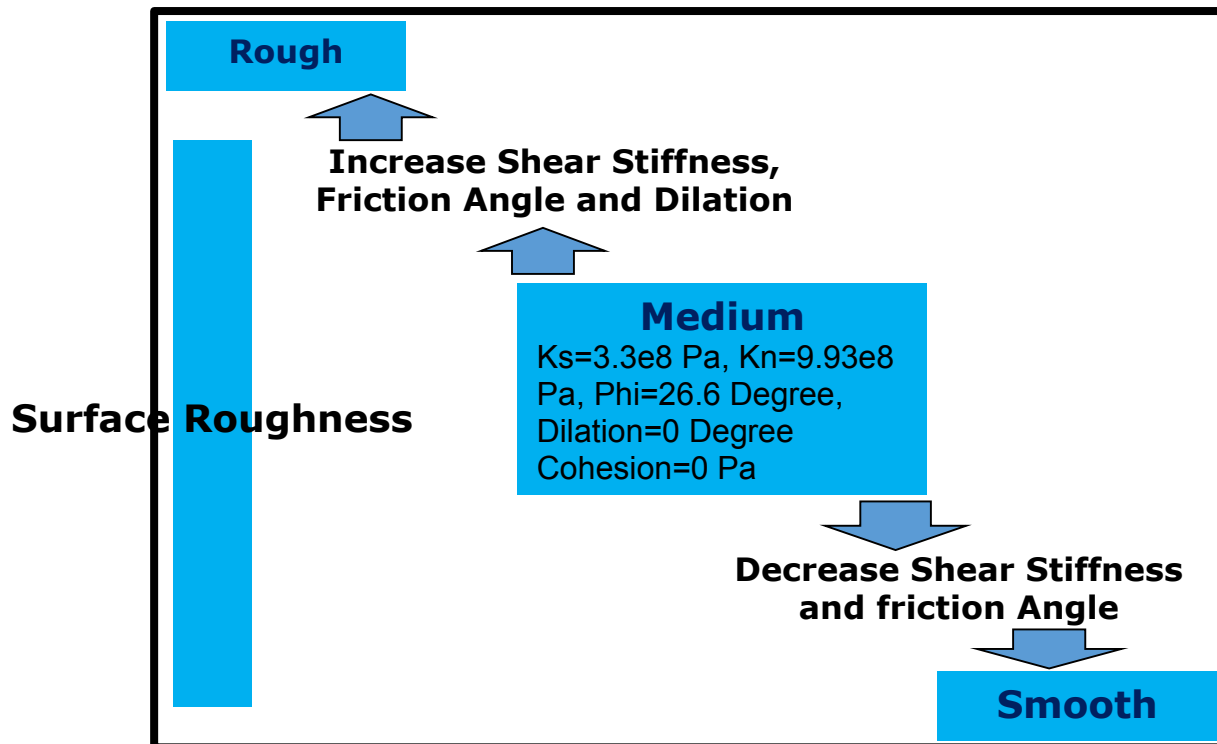 Rough
Increase Shear Stiffness,
Friction Angle and Dilation
Medium
Ks=3.3e8 Pa, Kn=9.93e8
Pa, Phi=26.6 Degree,
Dilation=0 Degree
Cohesion=0 Pa
Surface Roughness
Decrease Shear Stiffness
and friction Angle
Smooth